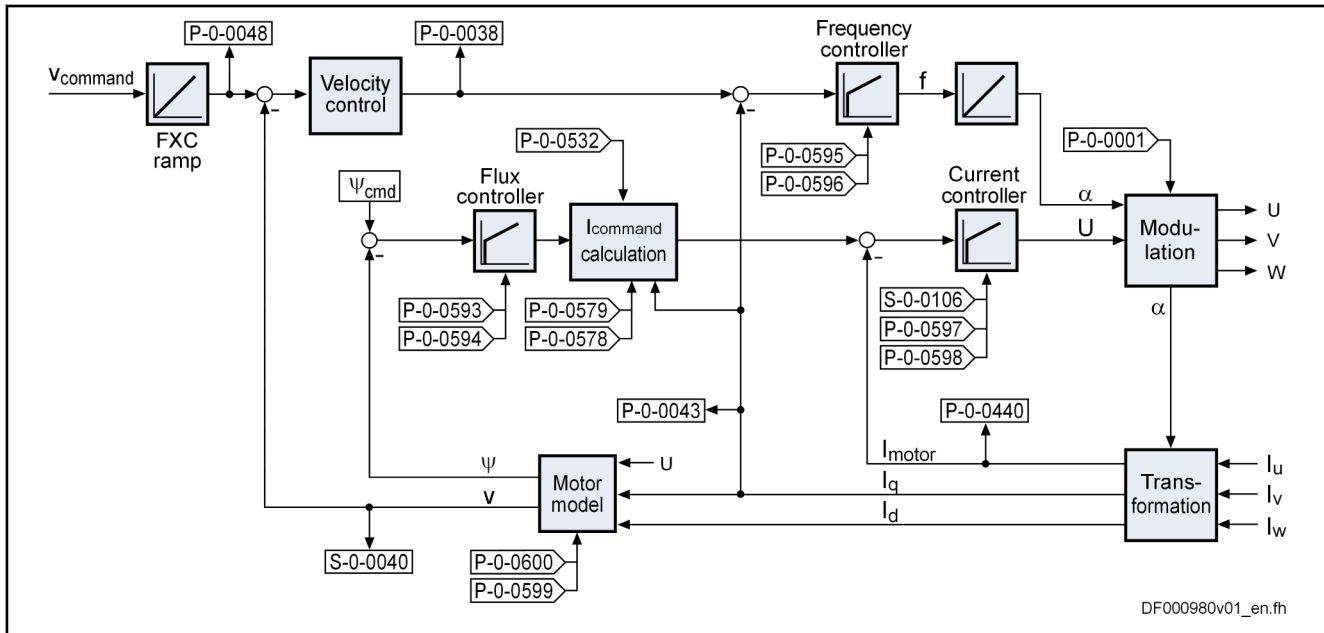 P-0-0048
P-0-0038
Frequency
controller
Vcommand
FXC
ramp
Velocity
control
f
P-0-0532
P-0-0595
P-0-0596
P-0-0001
Ψcmd
Flux
controller
Icommand
calculation
Current
controller
α
U
Modu-
lation
U
V
W
P-0-0593
P-0-0594
P-0-0579
P-0-0578
S-0-0106
P-0-0597
P-0-0598
α
P-0-0043
P-0-0440
Imotor
Iq
Id
Trans-
formation
Iu
Iv
Iw
Ψ
v
Motor
model
U
S-0-0040
P-0-0600
P-0-0599
-
-
-
-
DF000980v01_en.fh